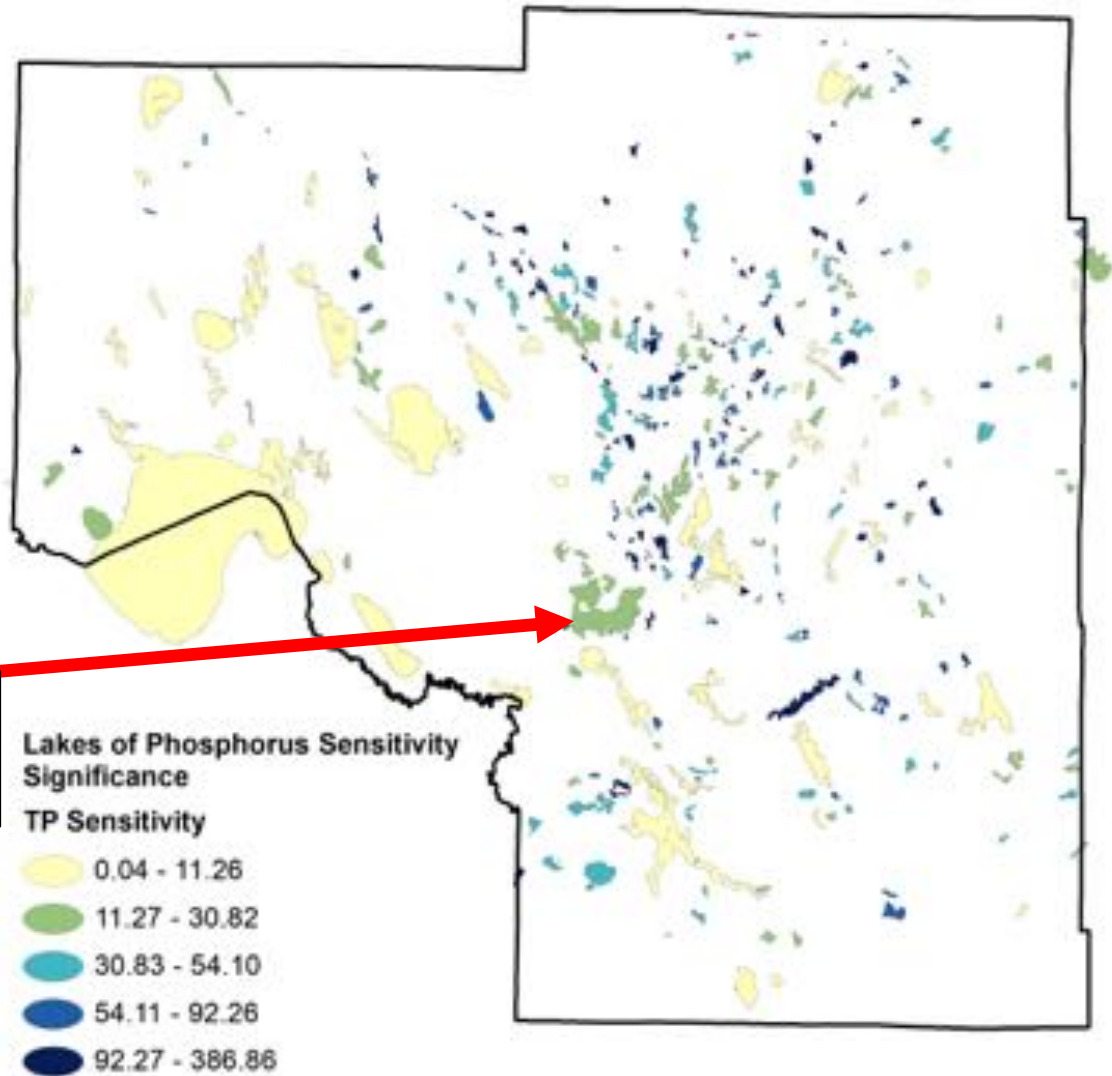 Lakes of Phosphorus Sensitivity
Significance
TP Sensitivity
0.04 - 11.26
11.27 - 30.82
30.83 - 54.10
54.11 - 92.26
92.27 - 386.86